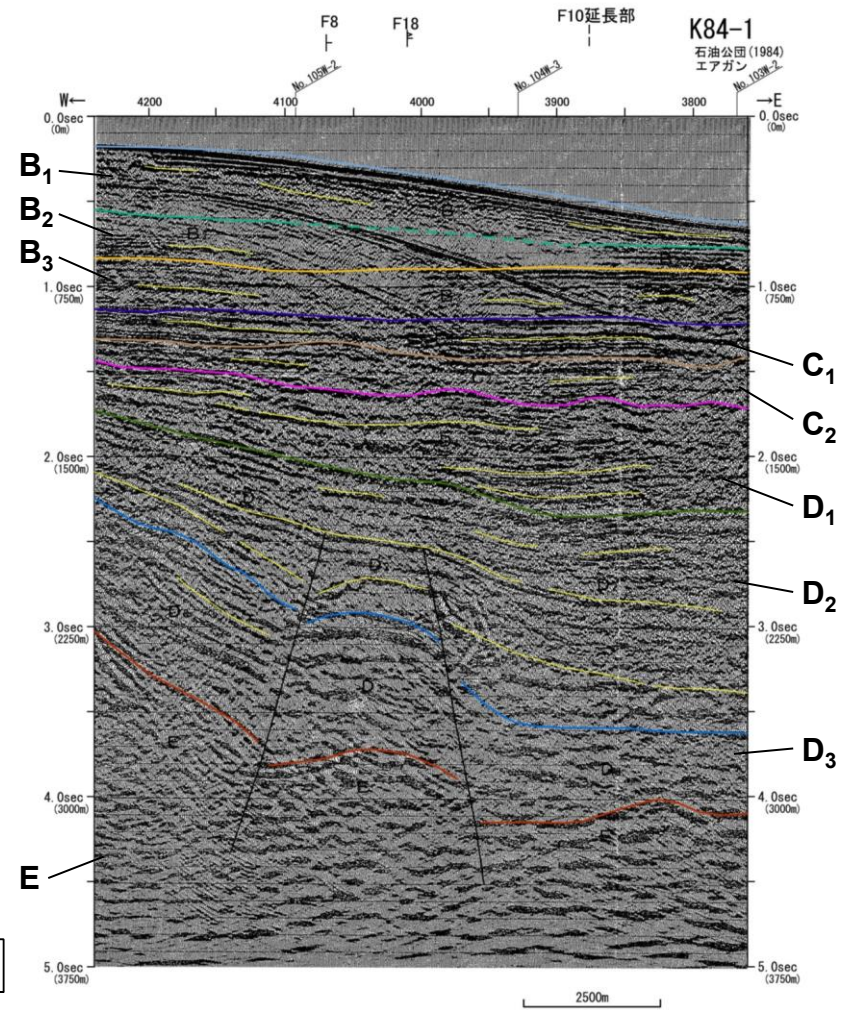 F8
F18
F10延長部
K84-1
石油公団(1984)
エアガン
No.105W-2
No.104W-3
No.103W-2
W←
4200
4100
4000
3900
3800
→E
0.0sec
(0m)
0.0sec
(0m)
B1
B2
B3
1.0sec
(750m)
1.0sec
(750m)
C1
C2
2.0sec
(1500m)
2.0sec
(1500m)
D1
D2
3.0sec
(2250m)
3.0sec
(2250m)
D3
4.0sec
(3000m)
4.0sec
(3000m)
E
5.0sec
(3750m)
5.0sec
(3750m)
2500m